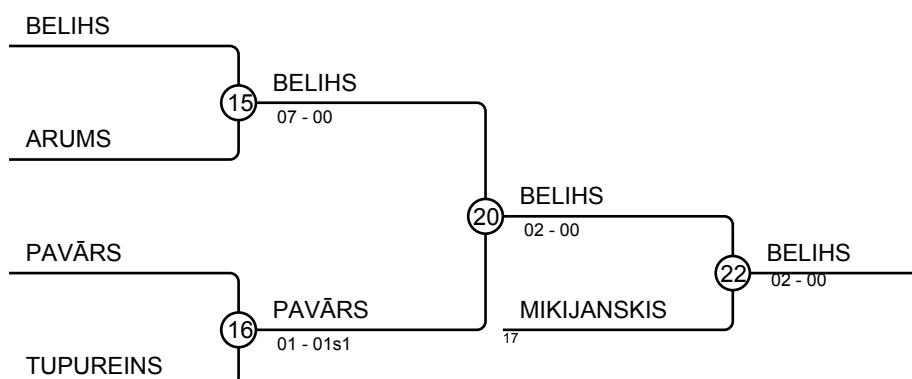 BELIHS
15
BELIHS
07 - 00
ARUMS
20
BELIHS
02 - 00
PAVĀRS
22
BELIHS
02 - 00
16
PAVĀRS
01 - 01s1
MIKIJANSKIS
17
TUPUREINS